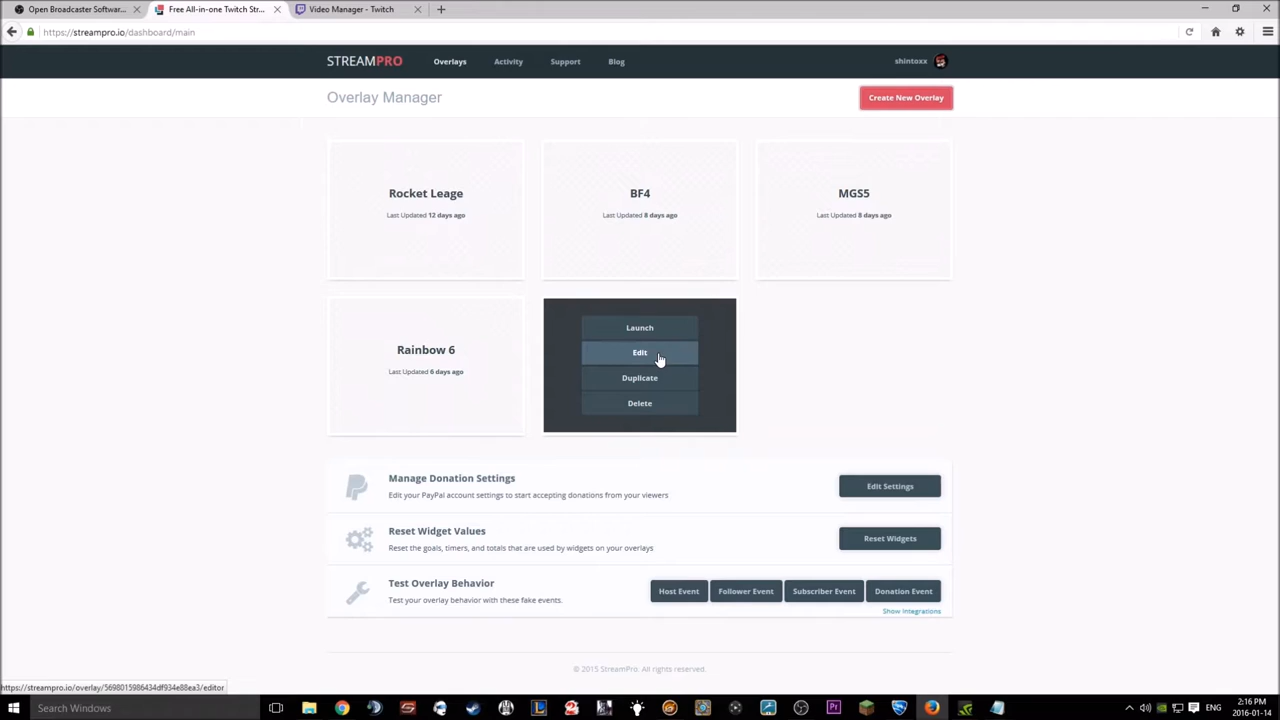 Open Broadcaster Softwar...
Free All-in-one Twitch Str...
Video Manager - Twitch
https://streampro.io/dashboard/main
STREAMPRO
Overlays
Activity
Support
Blog
shintoxx
Overlay Manager
Create New Overlay
Rocket Leage
Last Updated 12 days ago
BF4
Last Updated 8 days ago
MGS5
Last Updated 8 days ago
Rainbow 6
Last Updated 6 days ago
Launch
Edit
Duplicate
Delete
Manage Donation Settings
Edit your PayPal account settings to start accepting donations from your viewers
Edit Settings
Reset Widget Values
Reset the goals, timers, and totals that are used by widgets on your overlays
Reset Widgets
Test Overlay Behavior
Test your overlay behavior with these fake events.
Host Event
Follower Event
Subscriber Event
Donation Event
Show Integrations
© 2015 StreamPro. All rights reserved.
https://streampro.io/overlay/5698015986434df934e88ea3/editor
Search Windows
ENG
2:16 PM
2016-01-14